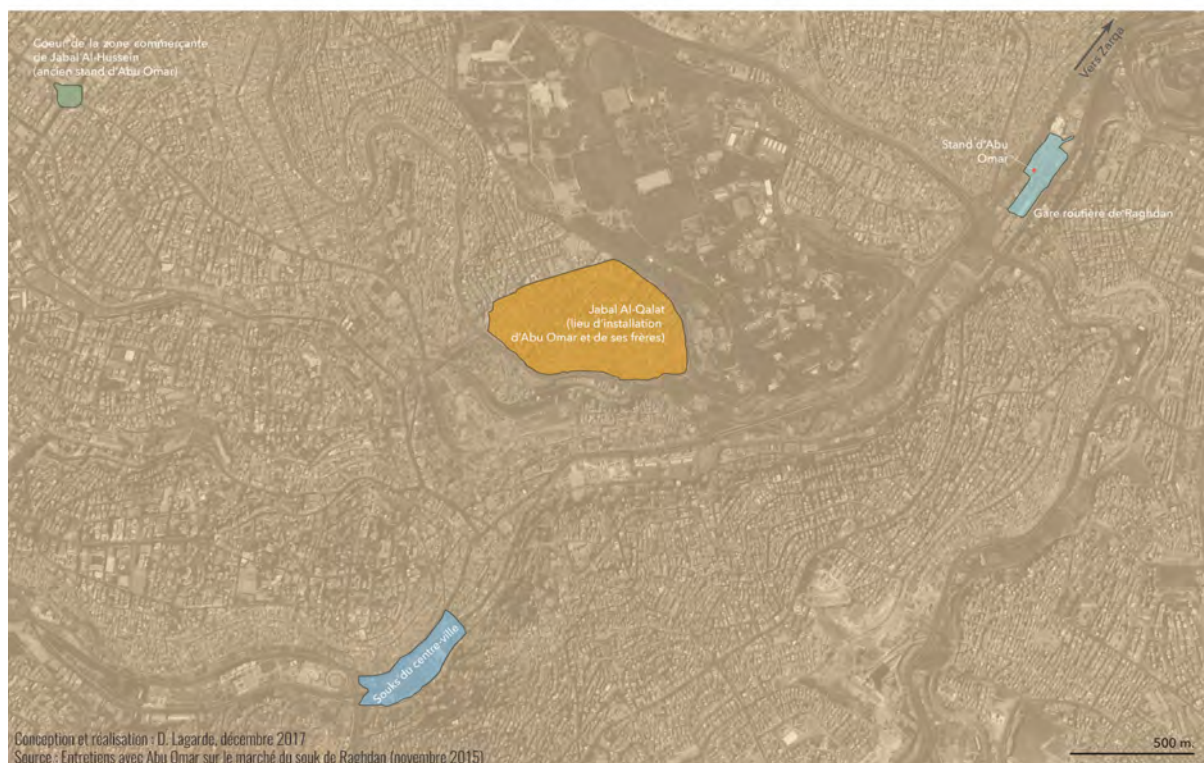 Coeur de la zone commerçante
de Jabal Al-Hussein
(ancien stand d'Abu Omar)
Vers Zarqa
Stand d'Abu
Omar
Gare routière de Raghdan
Jabal Al-Qalat
(lieu d'installation
d'Abu Omar et de ses frères)
Souks du centre-ville
Conception et réalisation : D. Lagarde, décembre 2017
Source : Entretiens avec Abu Omar sur le marché du souk de Raghdan (novembre 2015)
500 m